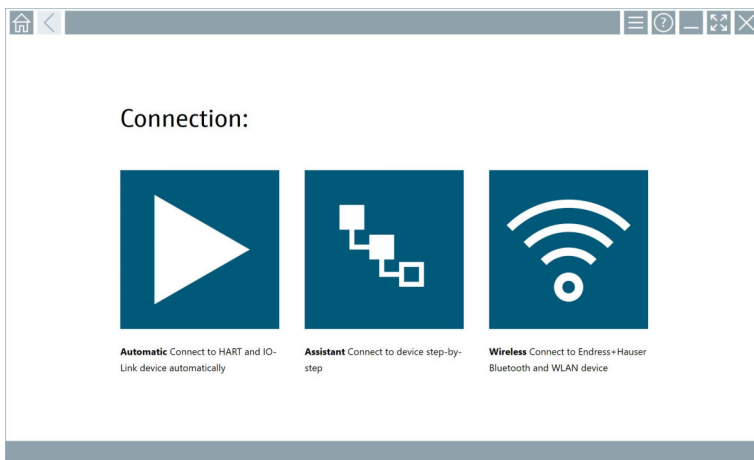 Connection:
Automatic Connect to HART and IO-
Link device automatically
Assistant Connect to device step-by-
step
Wireless Connect to Endress+Hauser
Bluetooth and WLAN device